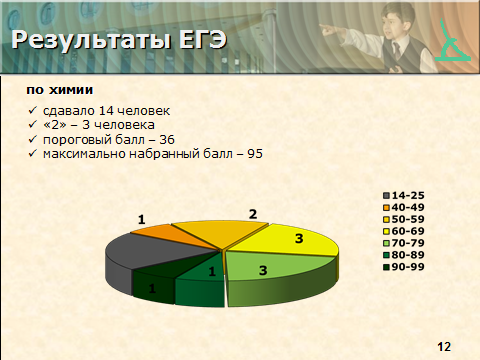 Результаты ЕГЭ
по химии
✓ сдавало 14 человек
✓ «2» – 3 человека
✓ пороговый балл – 36
✓ максимально набранный балл – 95
1
2
3
3
1
1
14-25
40-49
50-59
60-69
70-79
80-89
90-99
12